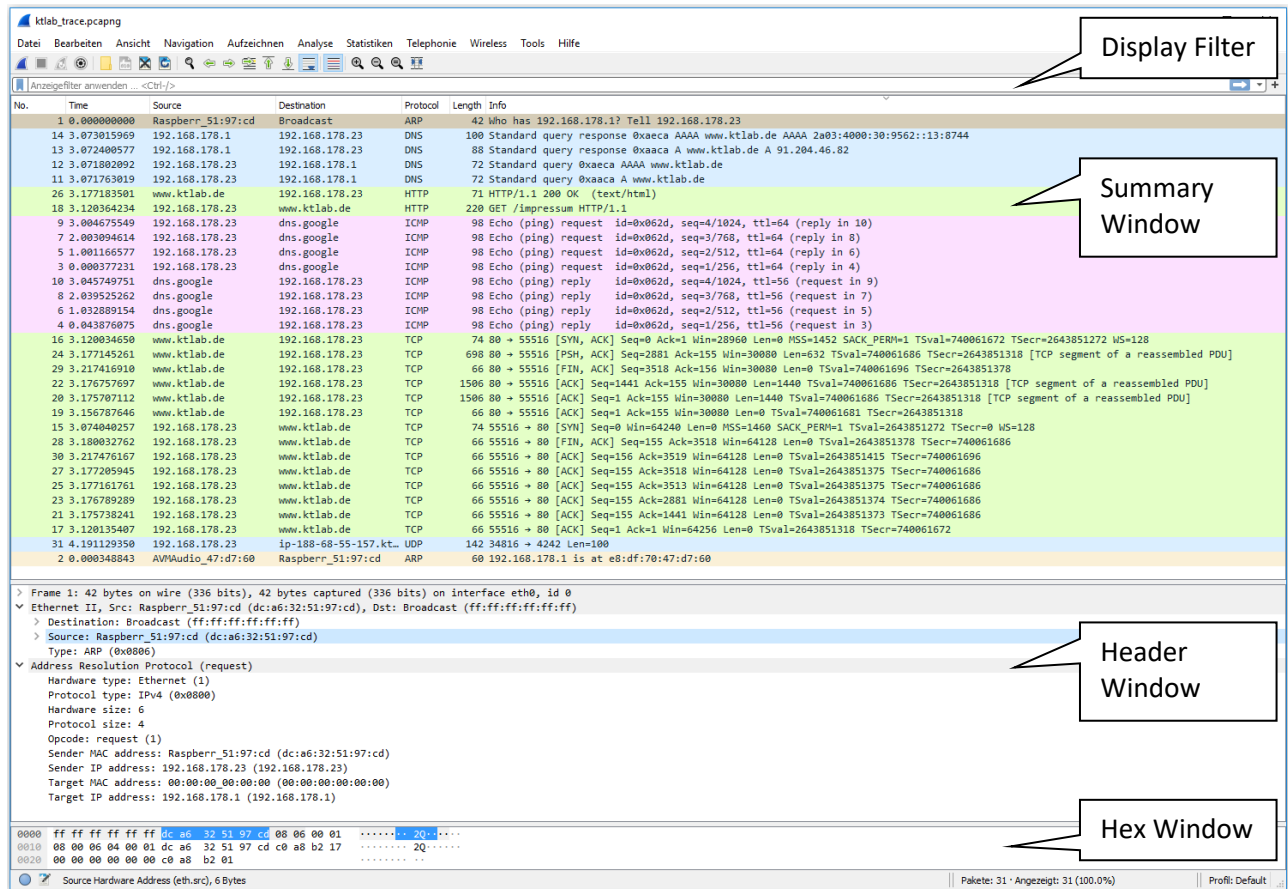 ktlab_trace.pcapng
Datei Bearbeiten Ansicht Navigation Aufzeichnen Analyse Statistiken Telephonie Wireless Tools Hilfe
Display Filter
Anzeigefilter anwenden ... <Ctrl-/>
No. Time Source Destination Protocol Length Info
1 0.000000000 Raspberr_51:97:cd Broadcast ARP 42 Who has 192.168.178.1? Tell 192.168.178.23
14 3.073015969 192.168.178.1 192.168.178.23 DNS 100 Standard query response 0xaeca AAAA www.ktlab.de AAAA 2a03:4000:30:9562::13:8744
13 3.072400577 192.168.178.1 192.168.178.23 DNS 88 Standard query response 0xaeca A www.ktlab.de A 91.204.46.82
12 3.071802092 192.168.178.23 192.168.178.1 DNS 72 Standard query 0xaeca AAAA www.ktlab.de
11 3.071763019 192.168.178.23 192.168.178.1 DNS 72 Standard query 0xaeca A www.ktlab.de
26 3.177183501 www.ktlab.de 192.168.178.23 HTTP 71 HTTP/1.1 200 OK (text/html)
18 3.120364234 192.168.178.23 www.ktlab.de HTTP 220 GET /impressum HTTP/1.1
9 3.004675549 192.168.178.23 dns.google ICMP 98 Echo (ping) request id=0x062d, seq=4/1024, ttl=64 (reply in 10)
7 2.003094614 192.168.178.23 dns.google ICMP 98 Echo (ping) request id=0x062d, seq=3/768, ttl=64 (reply in 8)
5 1.001166577 192.168.178.23 dns.google ICMP 98 Echo (ping) request id=0x062d, seq=2/512, ttl=64 (reply in 6)
3 0.000377231 192.168.178.23 dns.google ICMP 98 Echo (ping) request id=0x062d, seq=1/256, ttl=64 (reply in 4)
10 3.045749751 dns.google 192.168.178.23 ICMP 98 Echo (ping) reply id=0x062d, seq=4/1024, ttl=56 (request in 9)
8 2.039525262 dns.google 192.168.178.23 ICMP 98 Echo (ping) reply id=0x062d, seq=3/768, ttl=56 (request in 7)
6 1.032889154 dns.google 192.168.178.23 ICMP 98 Echo (ping) reply id=0x062d, seq=2/512, ttl=56 (request in 5)
4 0.043876075 dns.google 192.168.178.23 ICMP 98 Echo (ping) reply id=0x062d, seq=1/256, ttl=56 (request in 3)
16 3.120034650 www.ktlab.de 192.168.178.23 TCP 74 80 → 55516 [SYN, ACK] Seq=0 Ack=1 Win=28960 Len=0 MSS=1452 SACK_PERM=1 TSval=740061672 TSecr=2643851272 WS=128
24 3.177145261 www.ktlab.de 192.168.178.23 TCP 698 80 → 55516 [PSH, ACK] Seq=2881 Ack=155 Win=30080 Len=632 TSval=740061686 TSecr=2643851318 [TCP segment of a reassembled PDU]
29 3.217416910 www.ktlab.de 192.168.178.23 TCP 66 80 → 55516 [FIN, ACK] Seq=3518 Ack=156 Win=30080 Len=0 TSval=740061696 TSecr=2643851378
22 3.176757697 www.ktlab.de 192.168.178.23 TCP 1506 80 → 55516 [ACK] Seq=1441 Ack=155 Win=30080 Len=1440 TSval=740061686 TSecr=2643851318 [TCP segment of a reassembled PDU]
20 3.175707112 www.ktlab.de 192.168.178.23 TCP 1506 80 → 55516 [ACK] Seq=1 Ack=155 Win=30080 Len=1440 TSval=740061686 TSecr=2643851318 [TCP segment of a reassembled PDU]
19 3.156787646 www.ktlab.de 192.168.178.23 TCP 66 80 → 55516 [ACK] Seq=1 Ack=155 Win=30080 Len=0 TSval=740061681 TSecr=2643851318
15 3.074040257 192.168.178.23 www.ktlab.de TCP 74 55516 → 80 [SYN] Seq=0 Win=64240 Len=0 MSS=1460 SACK_PERM=1 TSval=2643851272 TSecr=0 WS=128
28 3.180032762 192.168.178.23 www.ktlab.de TCP 66 55516 → 80 [FIN, ACK] Seq=155 Ack=3518 Win=64128 Len=0 TSval=2643851378 TSecr=740061686
30 3.217476167 192.168.178.23 www.ktlab.de TCP 66 55516 → 80 [ACK] Seq=156 Ack=3519 Win=64128 Len=0 TSval=2643851415 TSecr=740061696
27 3.177205945 192.168.178.23 www.ktlab.de TCP 66 55516 → 80 [ACK] Seq=155 Ack=3518 Win=64128 Len=0 TSval=2643851375 TSecr=740061686
25 3.177161761 192.168.178.23 www.ktlab.de TCP 66 55516 → 80 [ACK] Seq=155 Ack=3513 Win=64128 Len=0 TSval=2643851375 TSecr=740061686
23 3.176789289 192.168.178.23 www.ktlab.de TCP 66 55516 → 80 [ACK] Seq=155 Ack=2881 Win=64128 Len=0 TSval=2643851374 TSecr=740061686
21 3.175738241 192.168.178.23 www.ktlab.de TCP 66 55516 → 80 [ACK] Seq=155 Ack=1441 Win=64128 Len=0 TSval=2643851373 TSecr=740061686
17 3.120135407 192.168.178.23 www.ktlab.de TCP 66 55516 → 80 [ACK] Seq=1 Ack=1 Win=64256 Len=0 TSval=2643851318 TSecr=740061672
31 4.191129350 192.168.178.23 ip-188-68-55-157.kt… UDP 142 34816 → 4242 Len=100
2 0.000348843 AVMAudio_47:d7:60 Raspberr_51:97:cd ARP 60 192.168.178.1 is at e8:df:70:47:d7:60
Summary
Window
Frame 1: 42 bytes on wire (336 bits), 42 bytes captured (336 bits) on interface eth0, id 0
Ethernet II, Src: Raspberr_51:97:cd (dc:a6:32:51:97:cd), Dst: Broadcast (ff:ff:ff:ff:ff:ff)
Destination: Broadcast (ff:ff:ff:ff:ff:ff)
Source: Raspberr_51:97:cd (dc:a6:32:51:97:cd)
Type: ARP (0x0806)
Address Resolution Protocol (request)
Hardware type: Ethernet (1)
Protocol type: IPv4 (0x0800)
Hardware size: 6
Protocol size: 4
Opcode: request (1)
Sender MAC address: Raspberr_51:97:cd (dc:a6:32:51:97:cd)
Sender IP address: 192.168.178.23 (192.168.178.23)
Target MAC address: 00:00:00_00:00:00 (00:00:00:00:00:00)
Target IP address: 192.168.178.1 (192.168.178.1)
Header
Window
0000 ff ff ff ff ff ff dc a6 32 51 97 cd 08 06 00 01 ········ 2Q······
0010 08 00 06 04 00 01 dc a6 32 51 97 cd c0 a8 b2 17 ········ 2Q······
0020 00 00 00 00 00 00 c0 a8 b2 01 ········ ··
Hex Window
Source Hardware Address (eth.src), 6 Bytes
Pakete: 31 · Angezeigt: 31 (100.0%)
Profil: Default